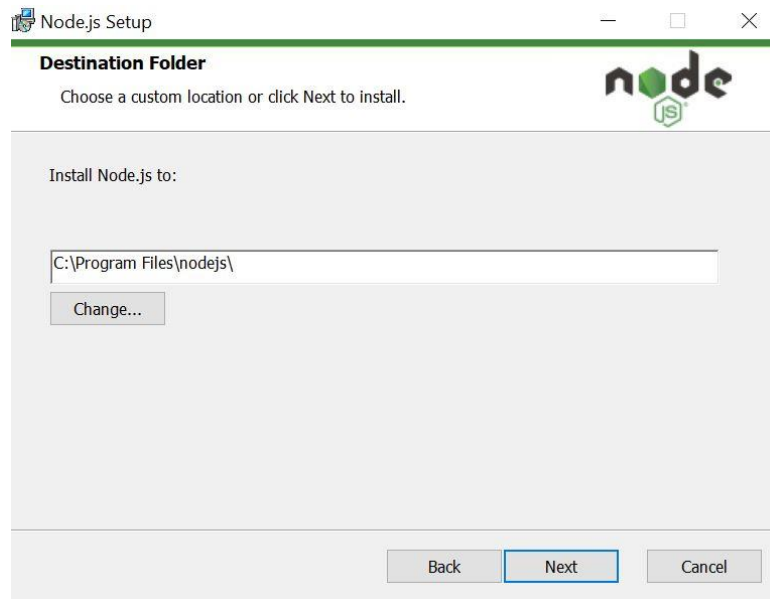 Node.js Setup
Destination Folder
Choose a custom location or click Next to install.
node
JS
Install Node.js to:
C:\Program Files\nodejs\
Change...
Back Next Cancel